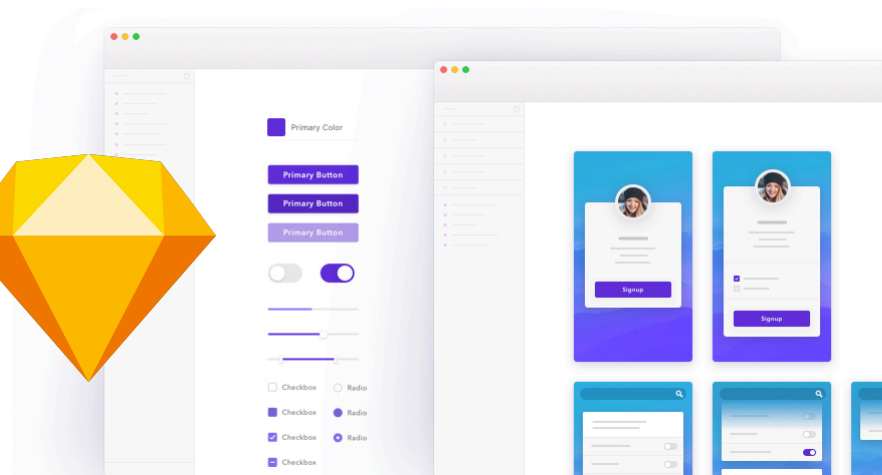 Primary Color
Primary Button
Primary Button
Primary Button
Checkbox
Radio
Checkbox
Radio
Checkbox
Radio
Checkbox
Signup
Signup